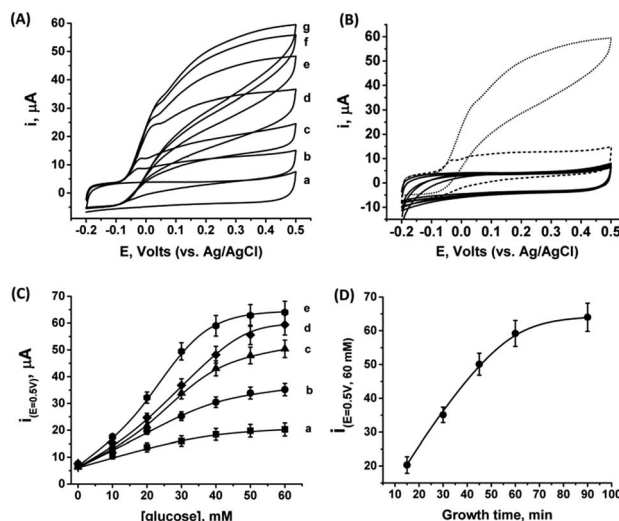 (A)
60
50
40
30
20
10
0
i, μA
g
f
e
d
c
b
a
-0.2 -0.1 0.0 0.1 0.2 0.3 0.4 0.5
E, Volts (vs. Ag/AgCl)
(B)
60
50
40
30
20
10
0
-10
i, μA
-0.2 -0.1 0.0 0.1 0.2 0.3 0.4 0.5
E, Volts (vs. Ag/AgCl)
(C)
70
60
50
40
30
20
10
0
i(E=0.5V), μA
e
d
c
b
a
0 10 20 30 40 50 60
[glucose], mM
(D)
70
60
50
40
30
20
i(E=0.5V, 60 mM)
10 20 30 40 50 60 70 80 90 100
Growth time, min